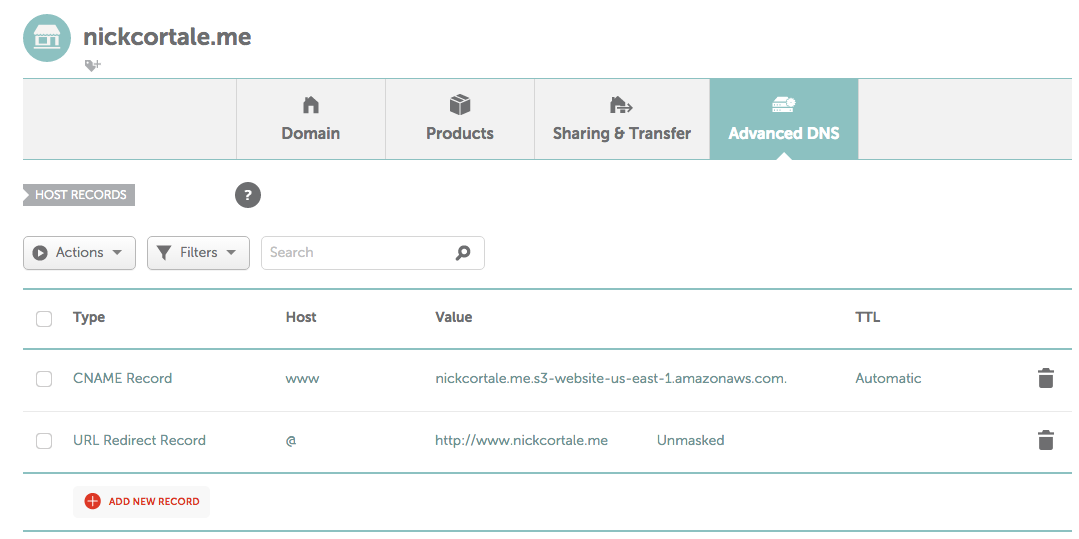 nickcortale.me
Domain
Products
Sharing & Transfer
Advanced DNS
HOST RECORDS
?
Actions
Filters
Search
Type Host Value TTL
CNAME Record www nickcortale.me.s3-website-us-east-1.amazonaws.com. Automatic
URL Redirect Record @ http://www.nickcortale.me Unmasked
ADD NEW RECORD